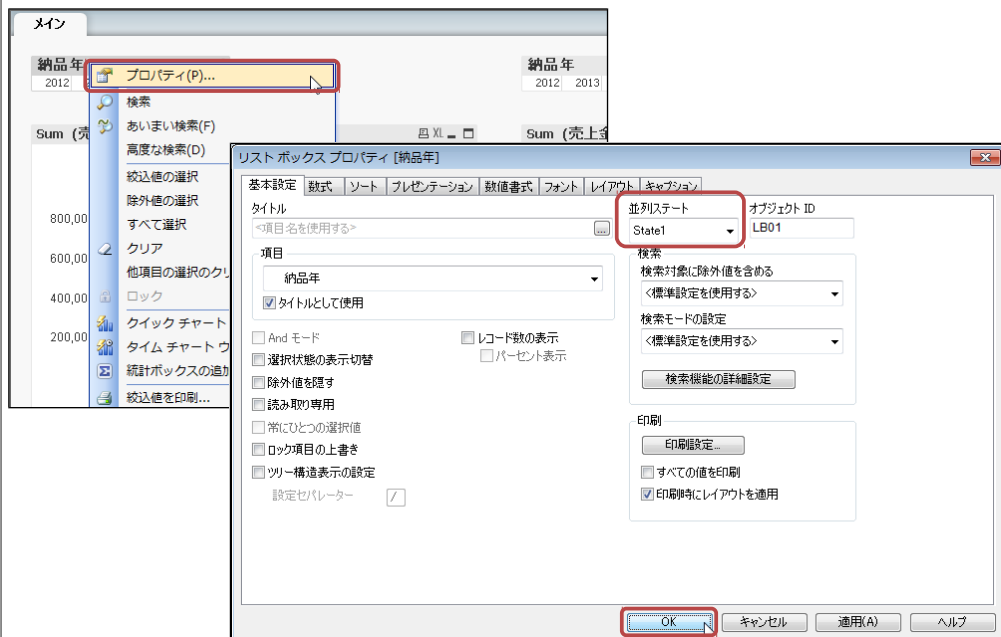 メイン
納品年
2012
納品年
2012 2013
プロパティ(P)...
検索
あいまい検索(F)
高度な検索(D)
絞込値の選択
除外値の選択
すべて選択
クリア
他項目の選択のクリ
ロック
クイック チャート
タイム チャート ウ
統計ボックスの追加
絞込値を印刷...
Sum (売
XL
Sum (売上金
800,00
600,00
400,00
200,00
リスト ボックス プロパティ [納品年]
基本設定 数式 ソート プレゼンテーション 数値書式 フォント レイアウト キャプション
タイトル
<項目名を使用する>
...
並列ステート
State1
オブジェクト ID
LB01
項目
納品年
タイトルとして使用
And モード
選択状態の表示切替
除外値を隠す
読み取り専用
常にひとつの選択値
ロック項目の上書き
ツリー構造表示の設定
設定セパレーター /
レコード数の表示
パーセント表示
検索
検索対象に除外値を含める
<標準設定を使用する>
検索モードの設定
<標準設定を使用する>
検索機能の詳細設定
印刷
印刷設定...
すべての値を印刷
印刷時にレイアウトを適用
OK キャンセル 適用(A) ヘルプ